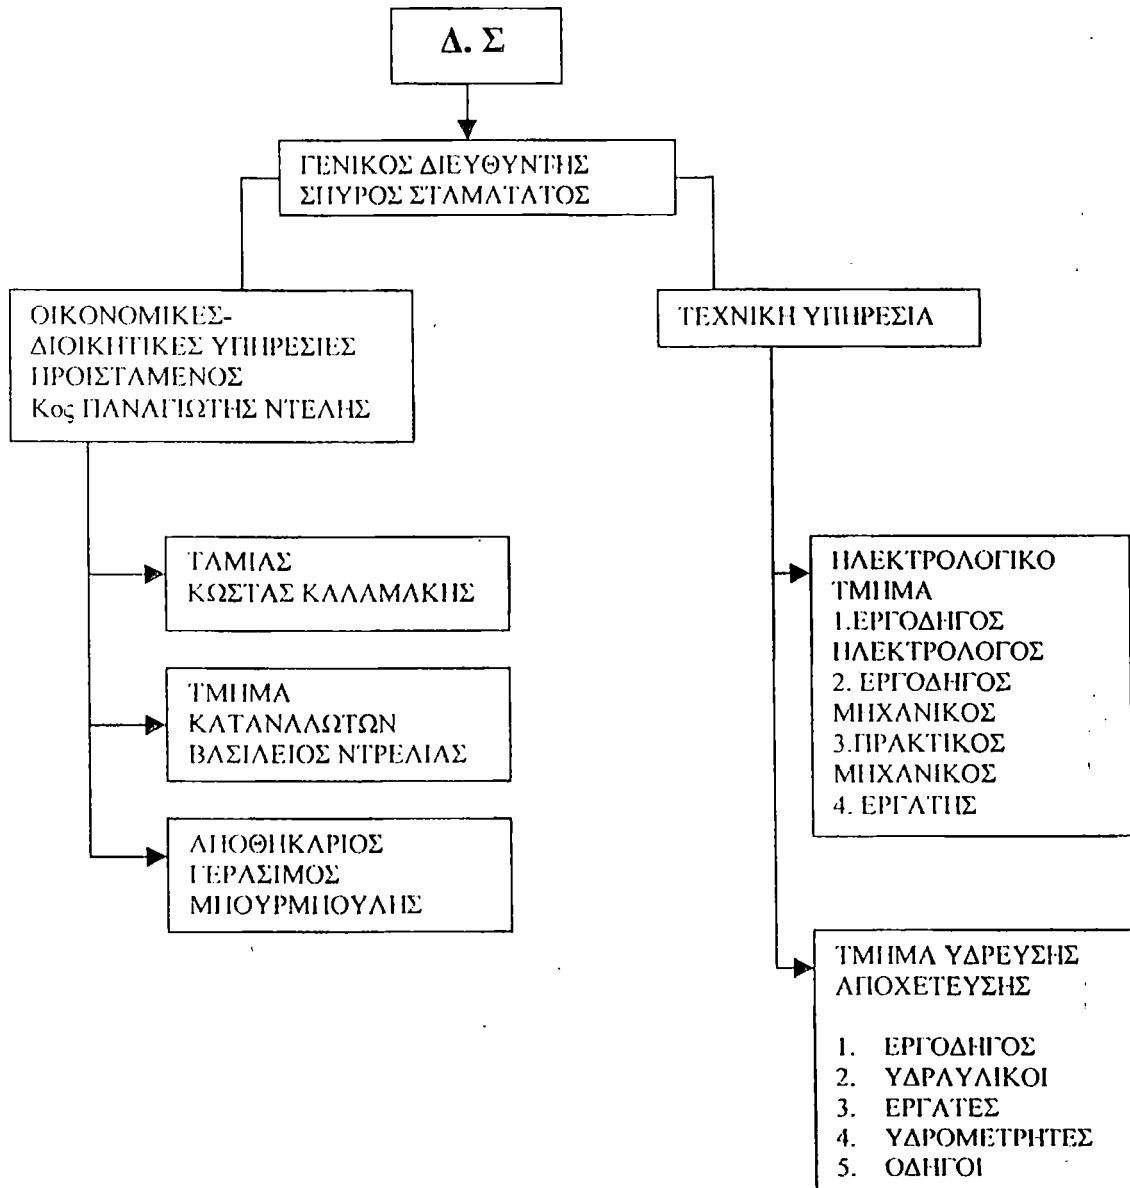 Δ. Σ
ΓΕΝΙΚΟΣ ΔΙΕΥΘΥΝΤΗΣ
ΣΠΥΡΟΣ ΣΤΑΜΑΤΑΤΟΣ
ΟΙΚΟΝΟΜΙΚΕΣ-
ΔΙΟΙΚΗΤΙΚΕΣ ΥΠΗΡΕΣΙΕΣ
ΠΡΟΙΣΤΑΜΕΝΟΣ
Κος ΠΑΝΑΓΙΩΤΗΣ ΝΤΕΛΗΣ
ΤΕΧΝΙΚΗ ΥΠΗΡΕΣΙΑ
ΤΑΜΙΑΣ
ΚΩΣΤΑΣ ΚΑΛΑΜΑΚΗΣ
ΤΜΗΜΑ
ΚΑΤΑΝΑΛΩΤΩΝ
ΒΑΣΙΛΕΙΟΣ ΝΤΡΕΛΙΑΣ
ΑΠΟΘΗΚΑΡΙΟΣ
ΓΕΡΑΣΙΜΟΣ
ΜΠΟΥΡΜΠΟΥΛΗΣ
ΗΛΕΚΤΡΟΛΟΓΙΚΟ
ΤΜΗΜΑ
1.ΕΡΓΟΔΗΓΟΣ
ΗΛΕΚΤΡΟΛΟΓΟΣ
2. ΕΡΓΟΔΗΓΟΣ
ΜΗΧΑΝΙΚΟΣ
3.ΠΡΑΚΤΙΚΟΣ
ΜΗΧΑΝΙΚΟΣ
4. ΕΡΓΑΤΗΣ
ΤΜΗΜΑ ΥΔΡΕΥΣΗΣ
ΑΠΟΧΕΤΕΥΣΗΣ
1. ΕΡΓΟΔΗΓΟΣ
2. ΥΔΡΑΥΛΙΚΟΙ
3. ΕΡΓΑΤΕΣ
4. ΥΔΡΟΜΕΤΡΗΤΕΣ
5. ΟΔΗΓΟΙ